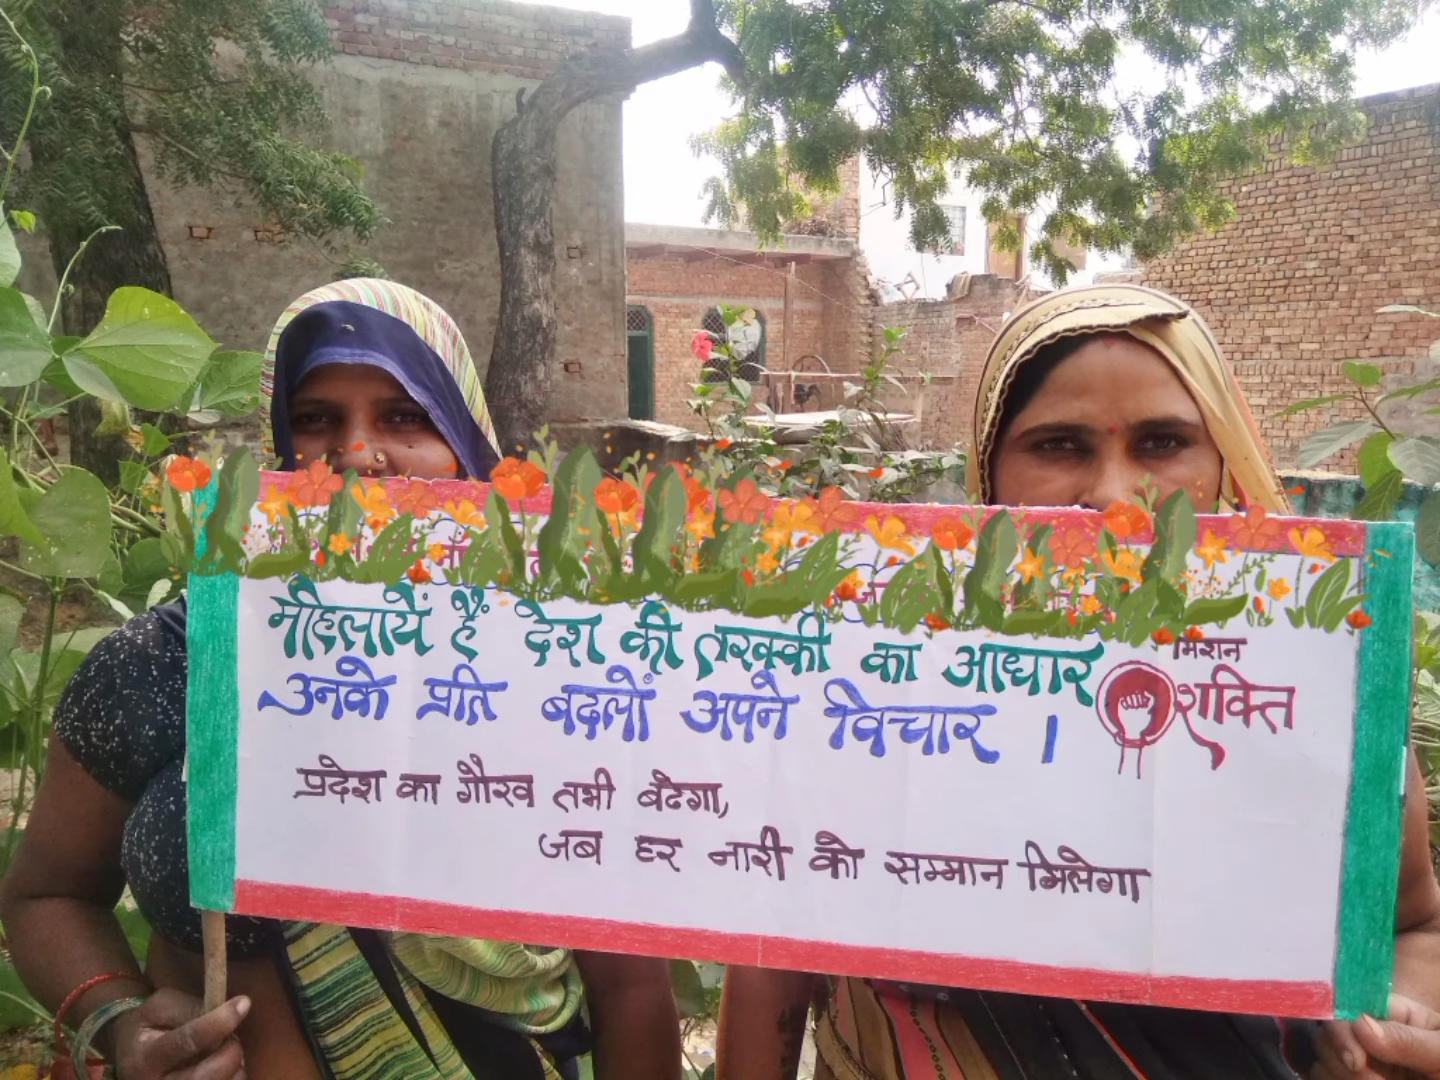 महिलायें हैं देश की तरक्की का आधार
उनके प्रति बदलों अपने विचार ।
मिशन
शक्ति
प्रदेश का गौरव तभी बढेगा,
जब हर नारी को सम्मान मिलेगा